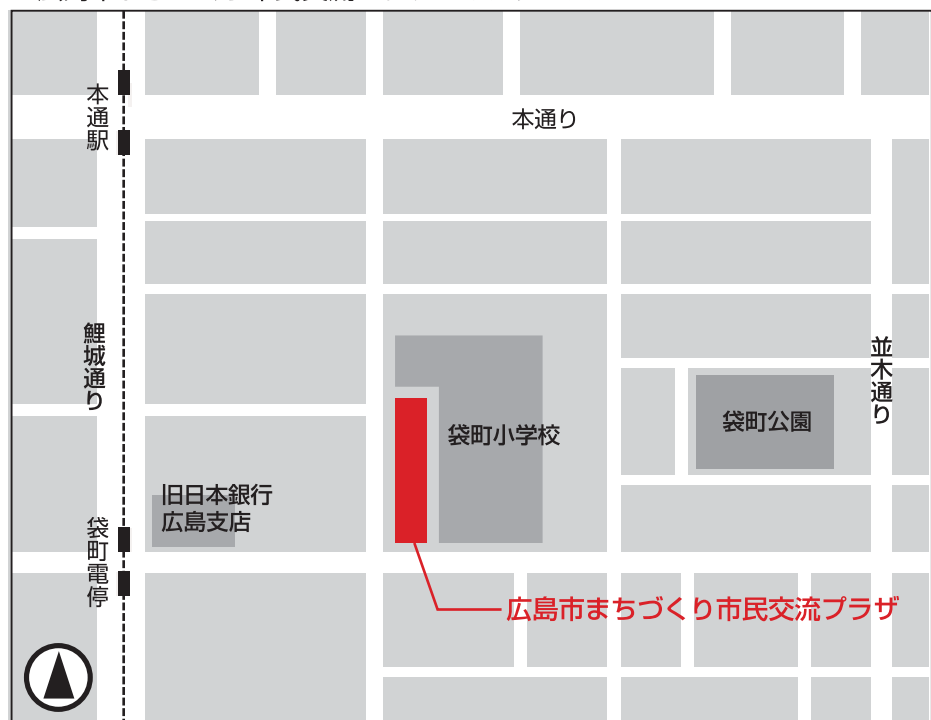 本通駅
本通り
鯉城通り
並木通り
袋町公園
袋町小学校
旧日本銀行
広島支店
袋町電停
広島市まちづくり市民交流プラザ